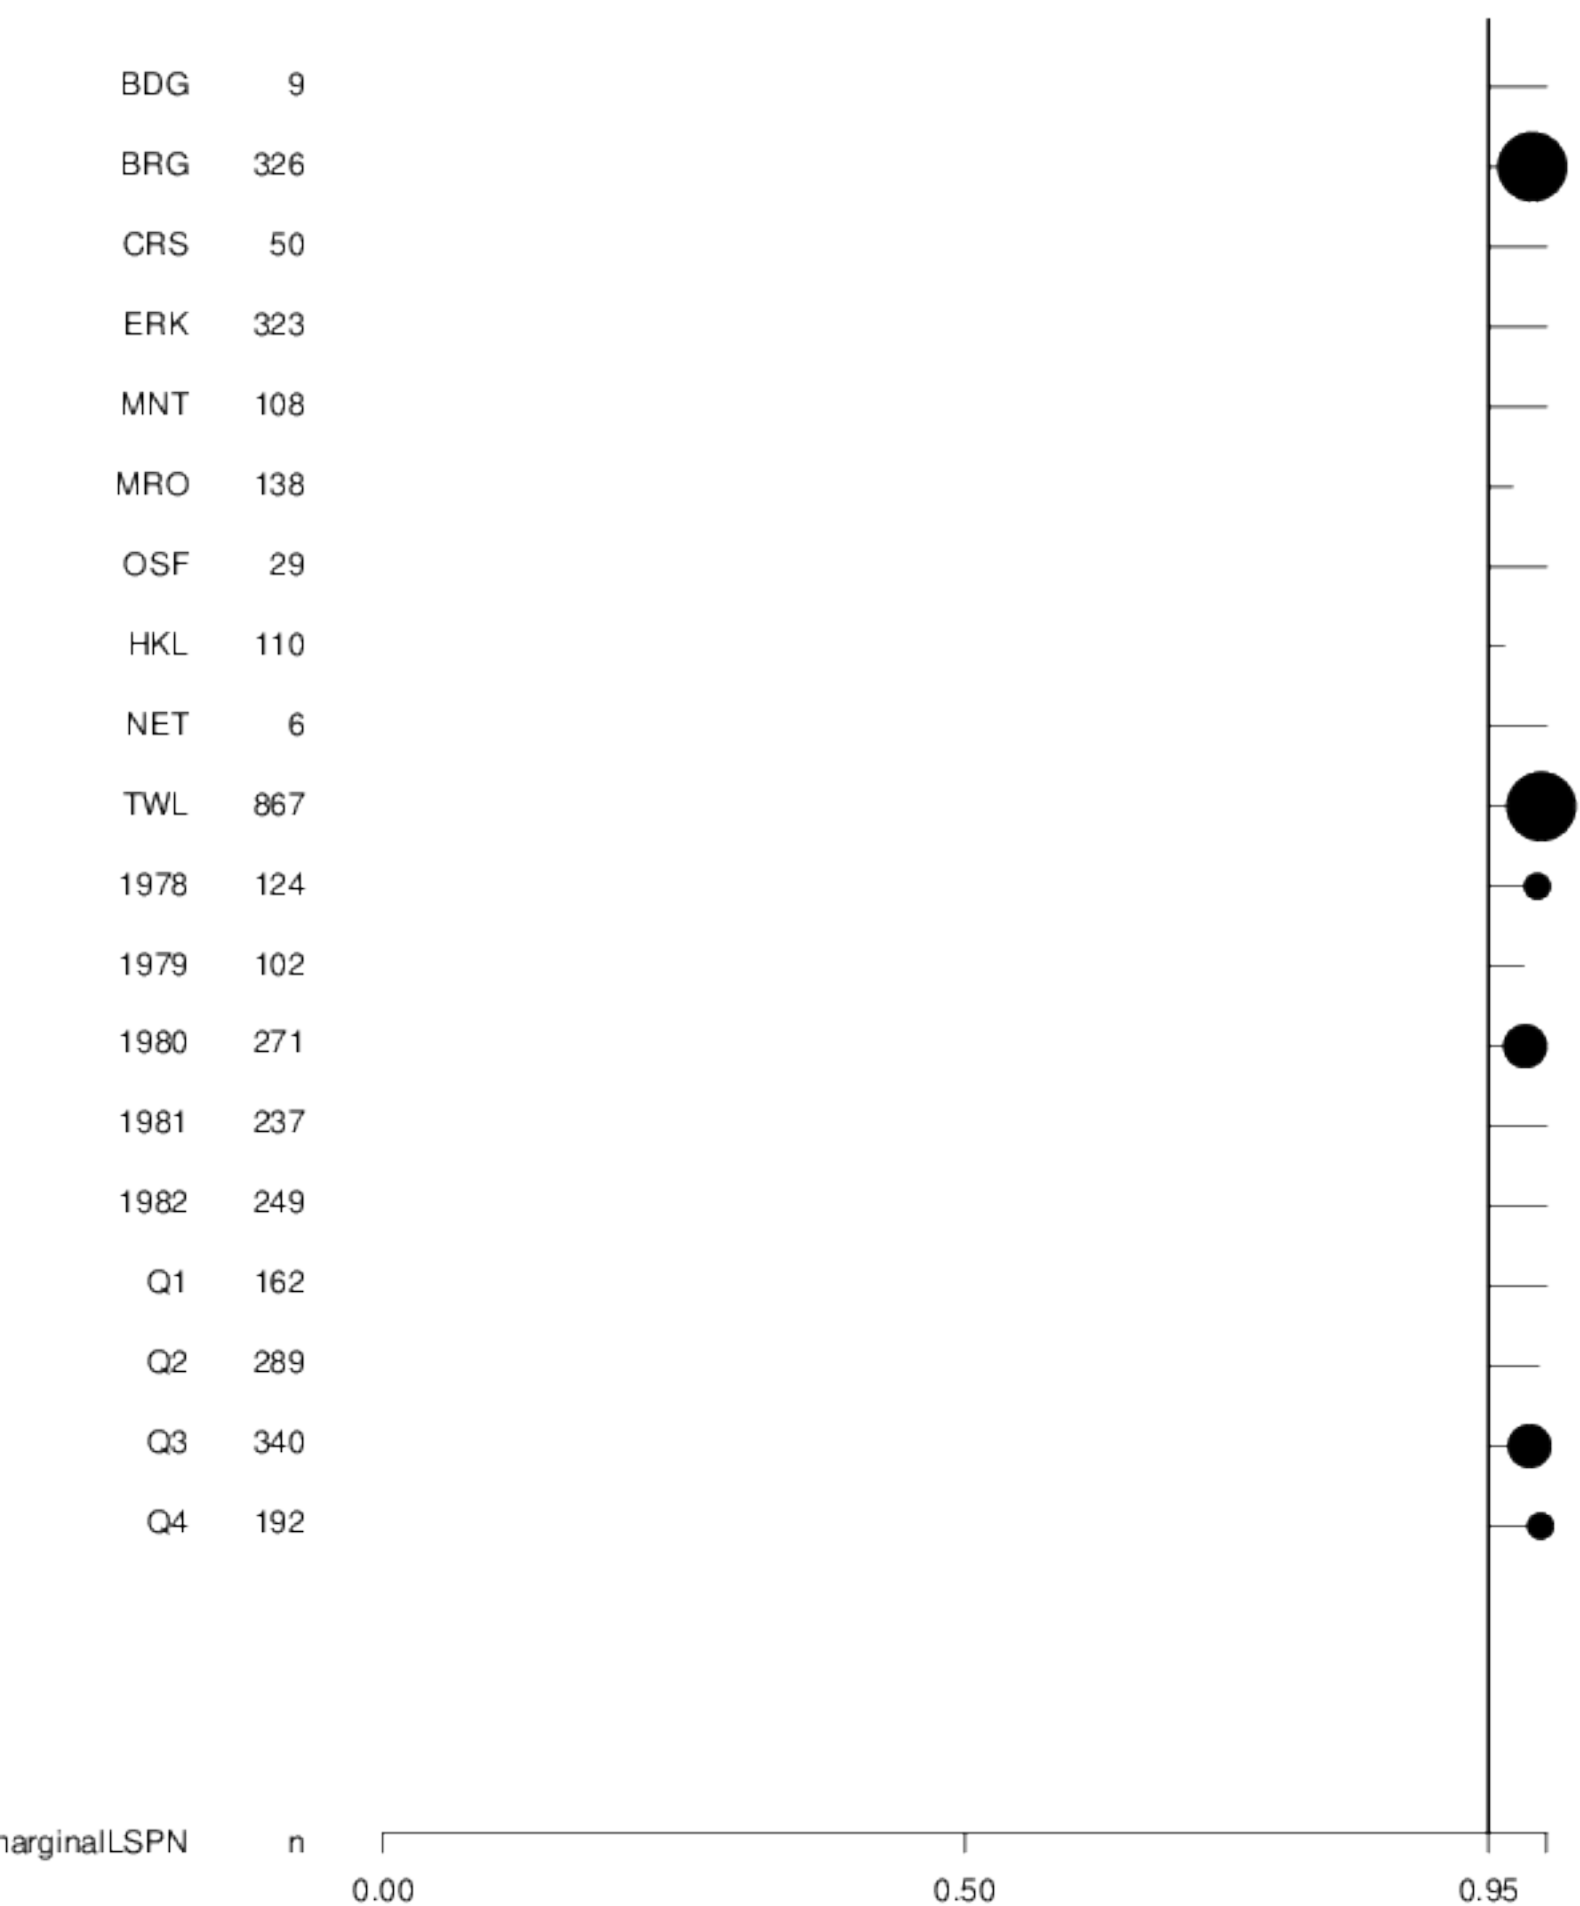 BDG 9
BRG 326
CRS 50
ERK 323
MNT 108
MRO 138
OSF 29
HKL 110
NET 6
TWL 867
1978 124
1979 102
1980 271
1981 237
1982 249
Q1 162
Q2 289
Q3 340
Q4 192
arginalLSPN n
0.00 0.50 0.95